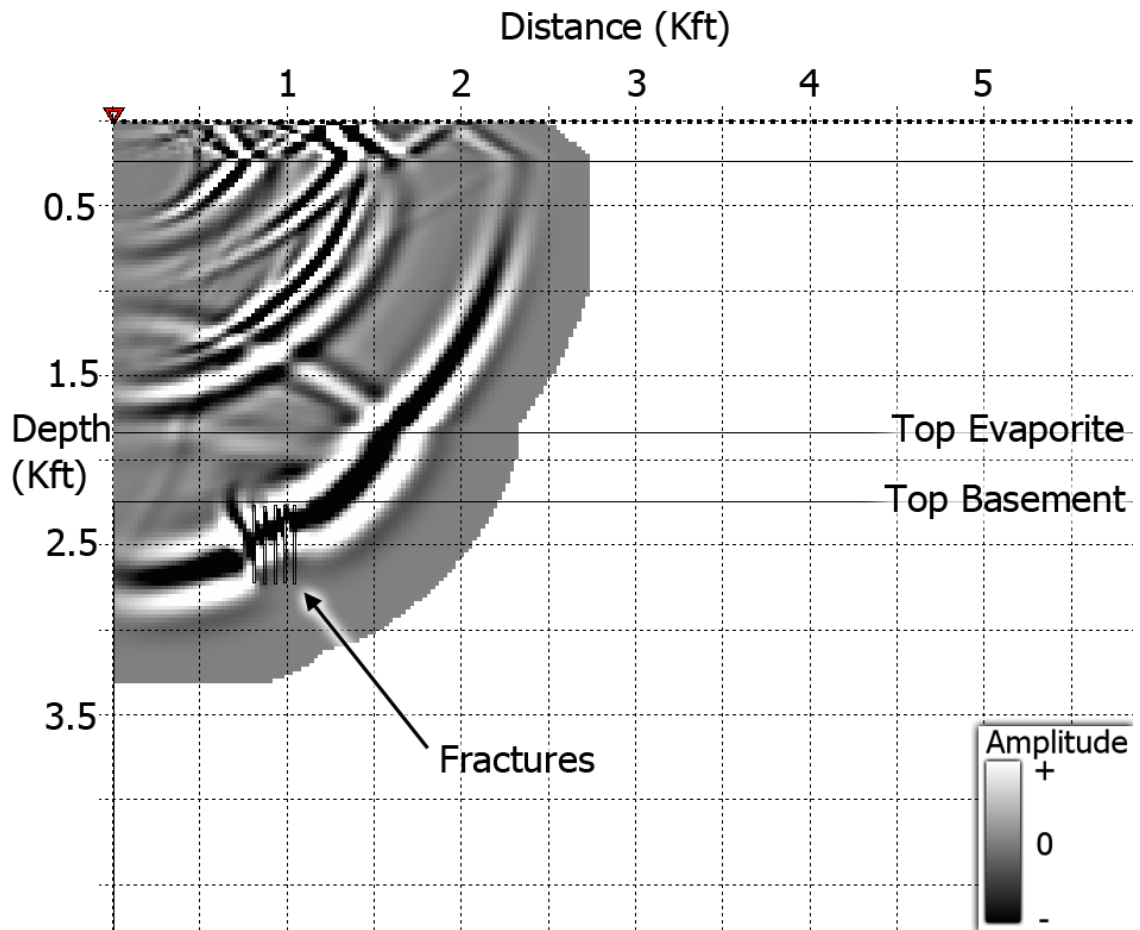 Distance (Kft)
1 2 3 4 5
0.5
1.5
Depth
(Kft)
Top Evaporite
Top Basement
2.5
3.5
Fractures
Amplitude
+
0
-